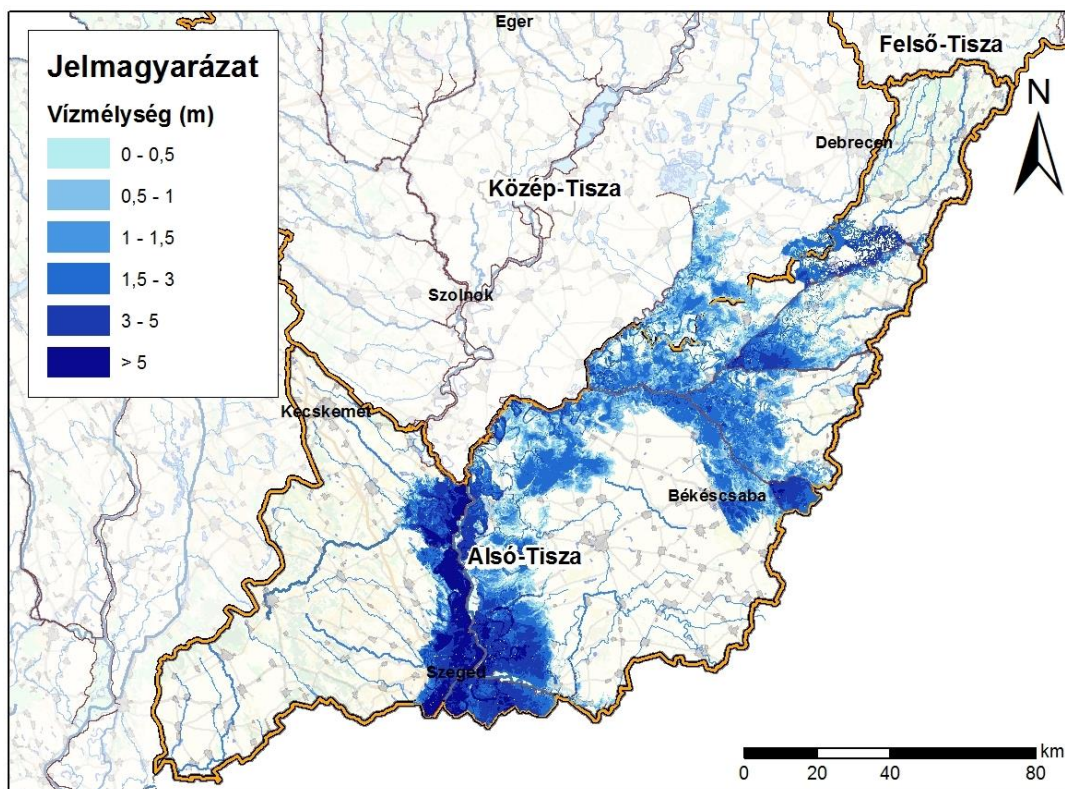 Jelmagyarázat
Vízmélység (m)
0 - 0,5
0,5 - 1
1 - 1,5
1,5 - 3
3 - 5
> 5
Eger
Felső-Tisza
N
Debrecen
Közép-Tisza
Szolnok
Kecskemét
Békéscsaba
Alsó-Tisza
Szeged
km
0 20 40 80